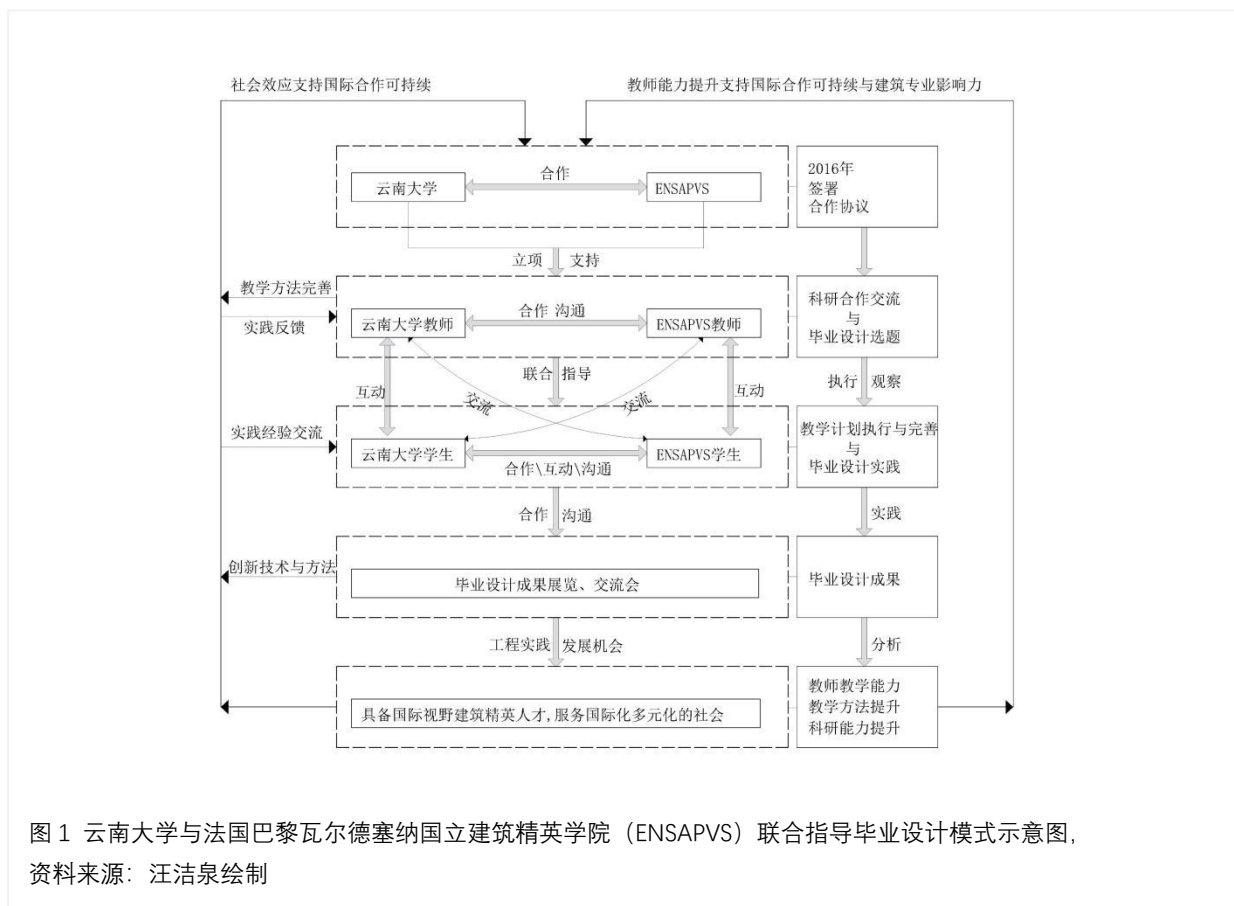 社会效应支持国际合作可持续
教师能力提升支持国际合作可持续与建筑专业影响力
合作
云南大学
ENSAPVS
2016年
签署
合作协议
立项 支持
教学方法完善
实践反馈
合作 沟通
云南大学教师
ENSAPVS教师
科研合作交流
与
毕业设计选题
联合 指导
执行 观察
互动
交流
交流
互动
实践经验交流
云南大学学生
ENSAPVS学生
合作\互动\沟通
教学计划执行与完善
与
毕业设计实践
合作 沟通
实践
创新技术与方法
毕业设计成果展览、交流会
毕业设计成果
工程实践 发展机会
分析
具备国际视野建筑精英人才,服务国际化多元化的社会
教师教学能力
教学方法提升
科研能力提升
图 1 云南大学与法国巴黎瓦尔德塞纳国立建筑精英学院（ENSAPVS）联合指导毕业设计模式示意图，
资料来源：汪洁泉绘制